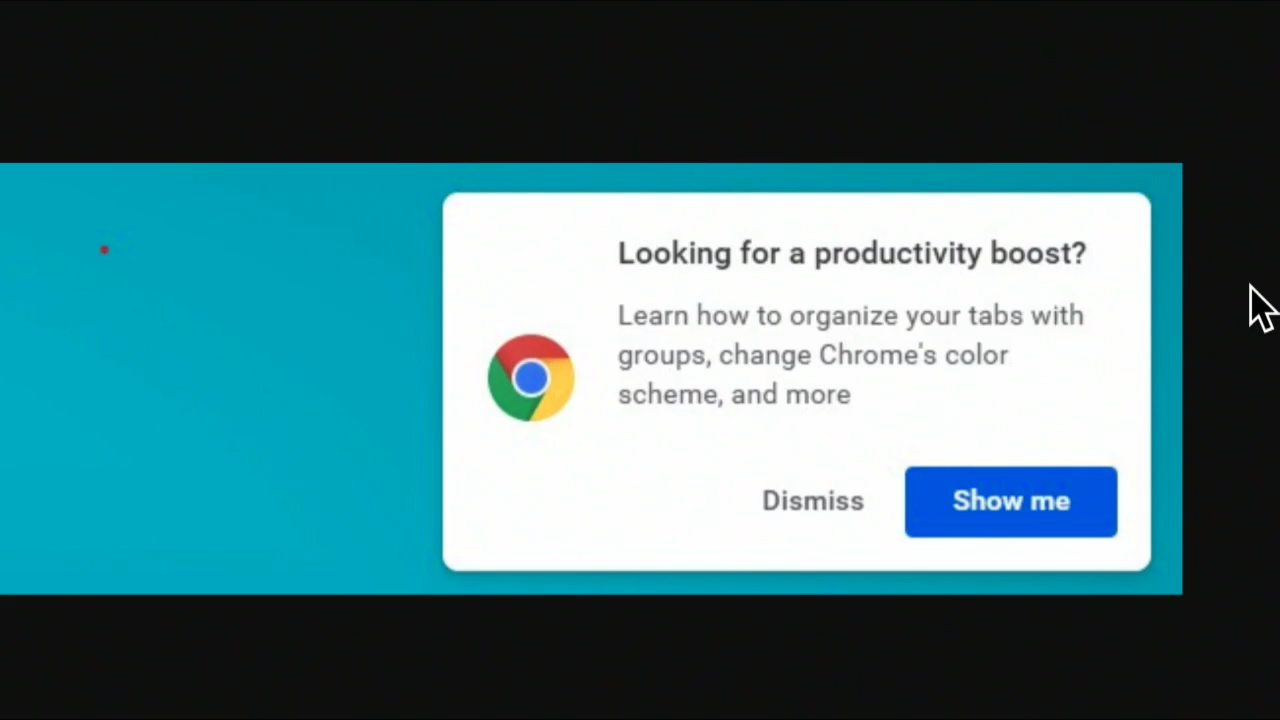 Looking for a productivity boost?
Learn how to organize your tabs with
groups, change Chrome's color
scheme, and more
Dismiss
Show me